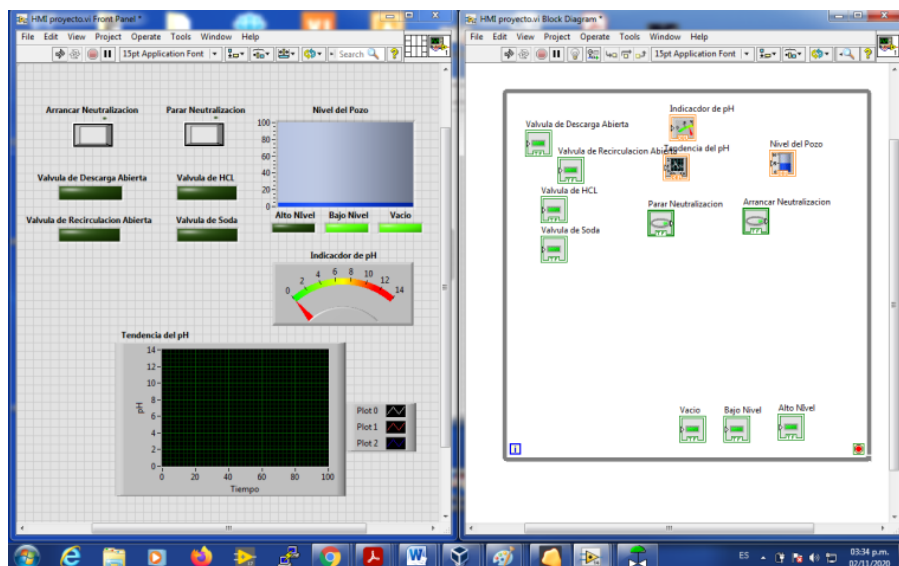 HMI proyecto.vi Front Panel *
File Edit View Project Operate Tools Window Help
15pt Application Font
Search
Arrancar Neutralizacion
Parar Neutralizacion
Nivel del Pozo
100
80
60
40
20
0
Valvula de Descarga Abierta
Valvula de HCL
Valvula de Recirculacion Abierta
Valvula de Soda
Alto NIvel
Bajo Nivel
Vacio
Indicacdor de pH
0 2 4 6 8 10 12 14
Tendencia del pH
pH
14
12
10
8
6
4
2
0
0 20 40 60 80 100
Tiempo
Plot 0
Plot 1
Plot 2
HMI proyecto.vi Block Diagram *
File Edit View Project Operate Tools Window Help
15pt Application Font
Indicacdor de pH
Valvula de Descarga Abierta
Tendencia del pH
Nivel del Pozo
Valvula de Recirculacion Abierta
Valvula de HCL
Parar Neutralizacion
Arrancar Neutralizacion
Valvula de Soda
Vacio
Bajo Nivel
Alto NIvel
i
ES
03:34 p.m.
02/11/2020